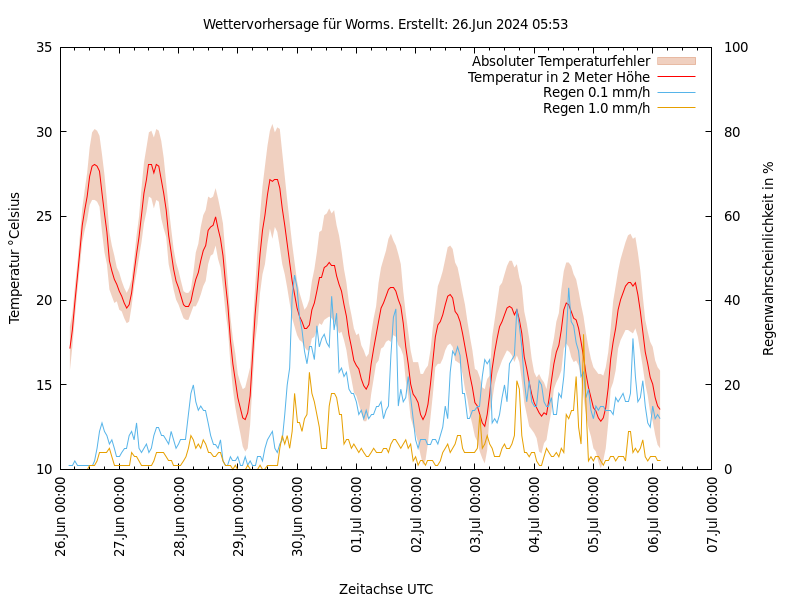 Wettervorhersage für Worms. Erstellt: 26.Jun 2024 05:53
Absoluter Temperaturfehler
Temperatur in 2 Meter Höhe
Regen 0.1 mm/h
Regen 1.0 mm/h
Temperatur °Celsius
35
30
25
20
15
10
100
80
60
40
20
0
Regenwahrscheinlichkeit in %
26.Jun 00:00
27.Jun 00:00
28.Jun 00:00
29.Jun 00:00
30.Jun 00:00
01.Jul 00:00
02.Jul 00:00
03.Jul 00:00
04.Jul 00:00
05.Jul 00:00
06.Jul 00:00
07.Jul 00:00
Zeitachse UTC